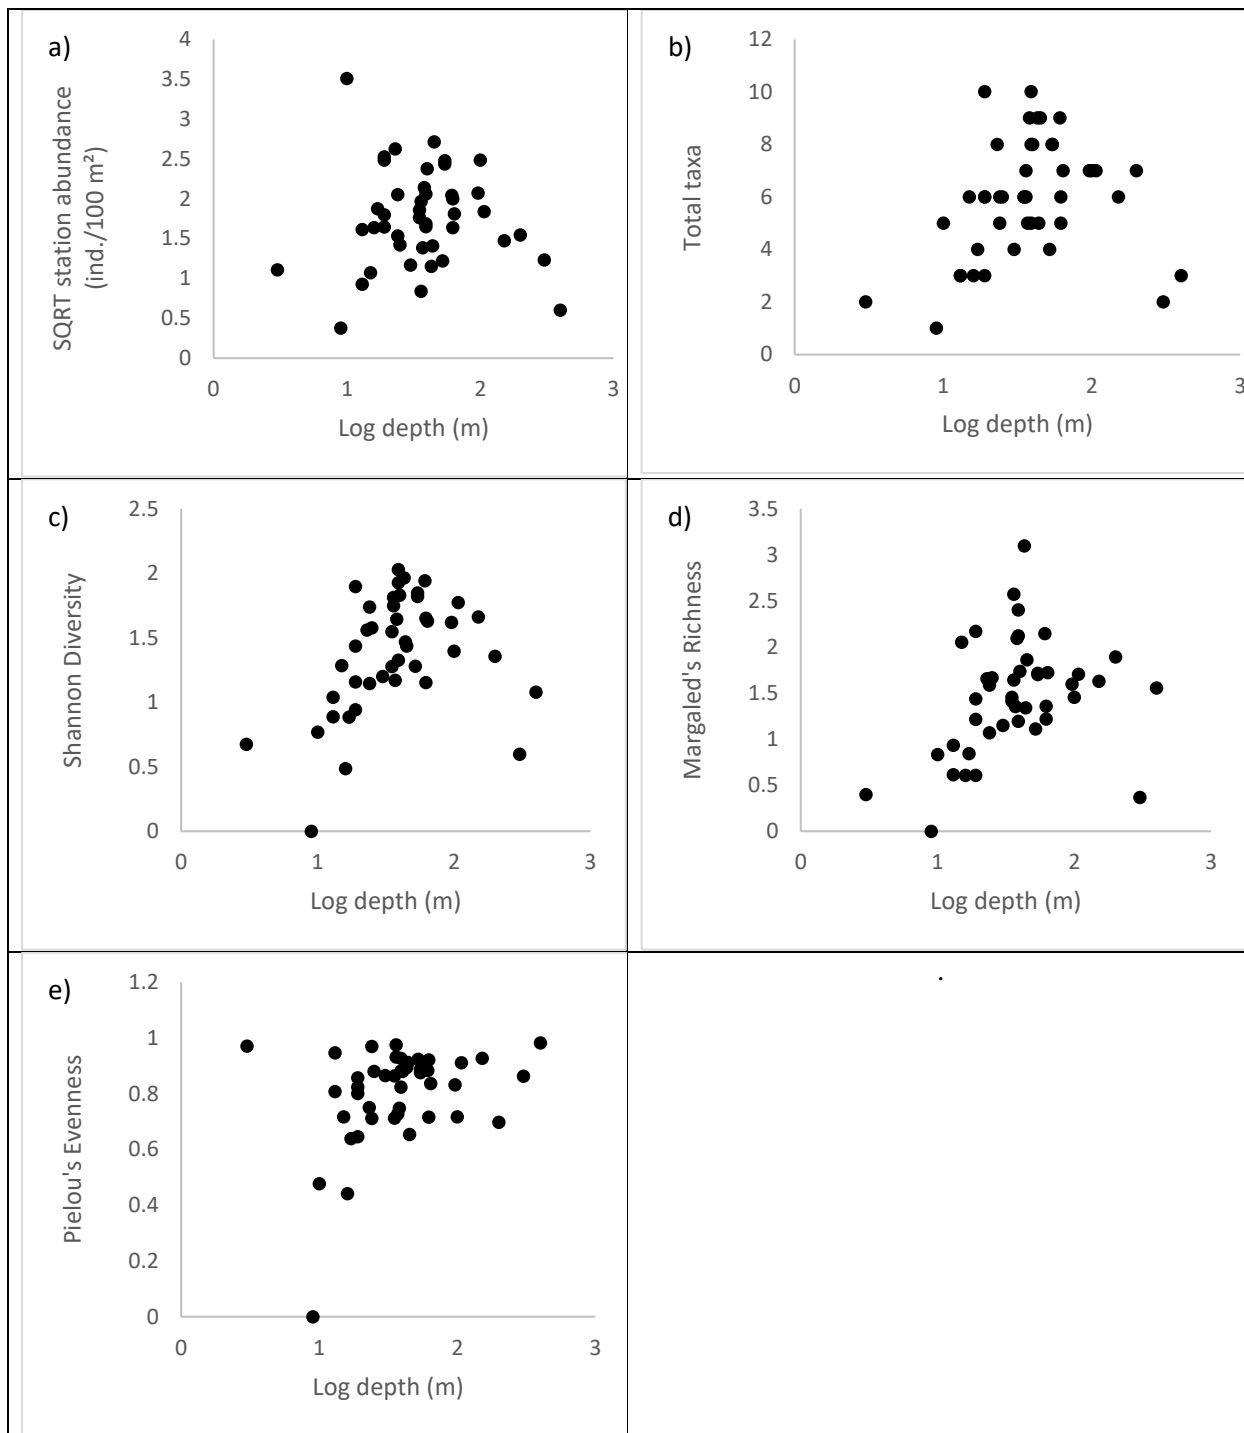 a)
4
3.5
3
2.5
2
1.5
1
0.5
0
SQRT station abundance
(ind./100 m²)
0 1 2 3
Log depth (m)
b)
12
10
8
6
4
2
0
Total taxa
0 1 2 3
Log depth (m)
c)
2.5
2
1.5
1
0.5
0
Shannon Diversity
0 1 2 3
Log depth (m)
d)
3.5
3
2.5
2
1.5
1
0.5
0
Margaled's Richness
0 1 2 3
Log depth (m)
e)
1.2
1
0.8
0.6
0.4
0.2
0
Pielou's Evenness
0 1 2 3
Log depth (m)
.